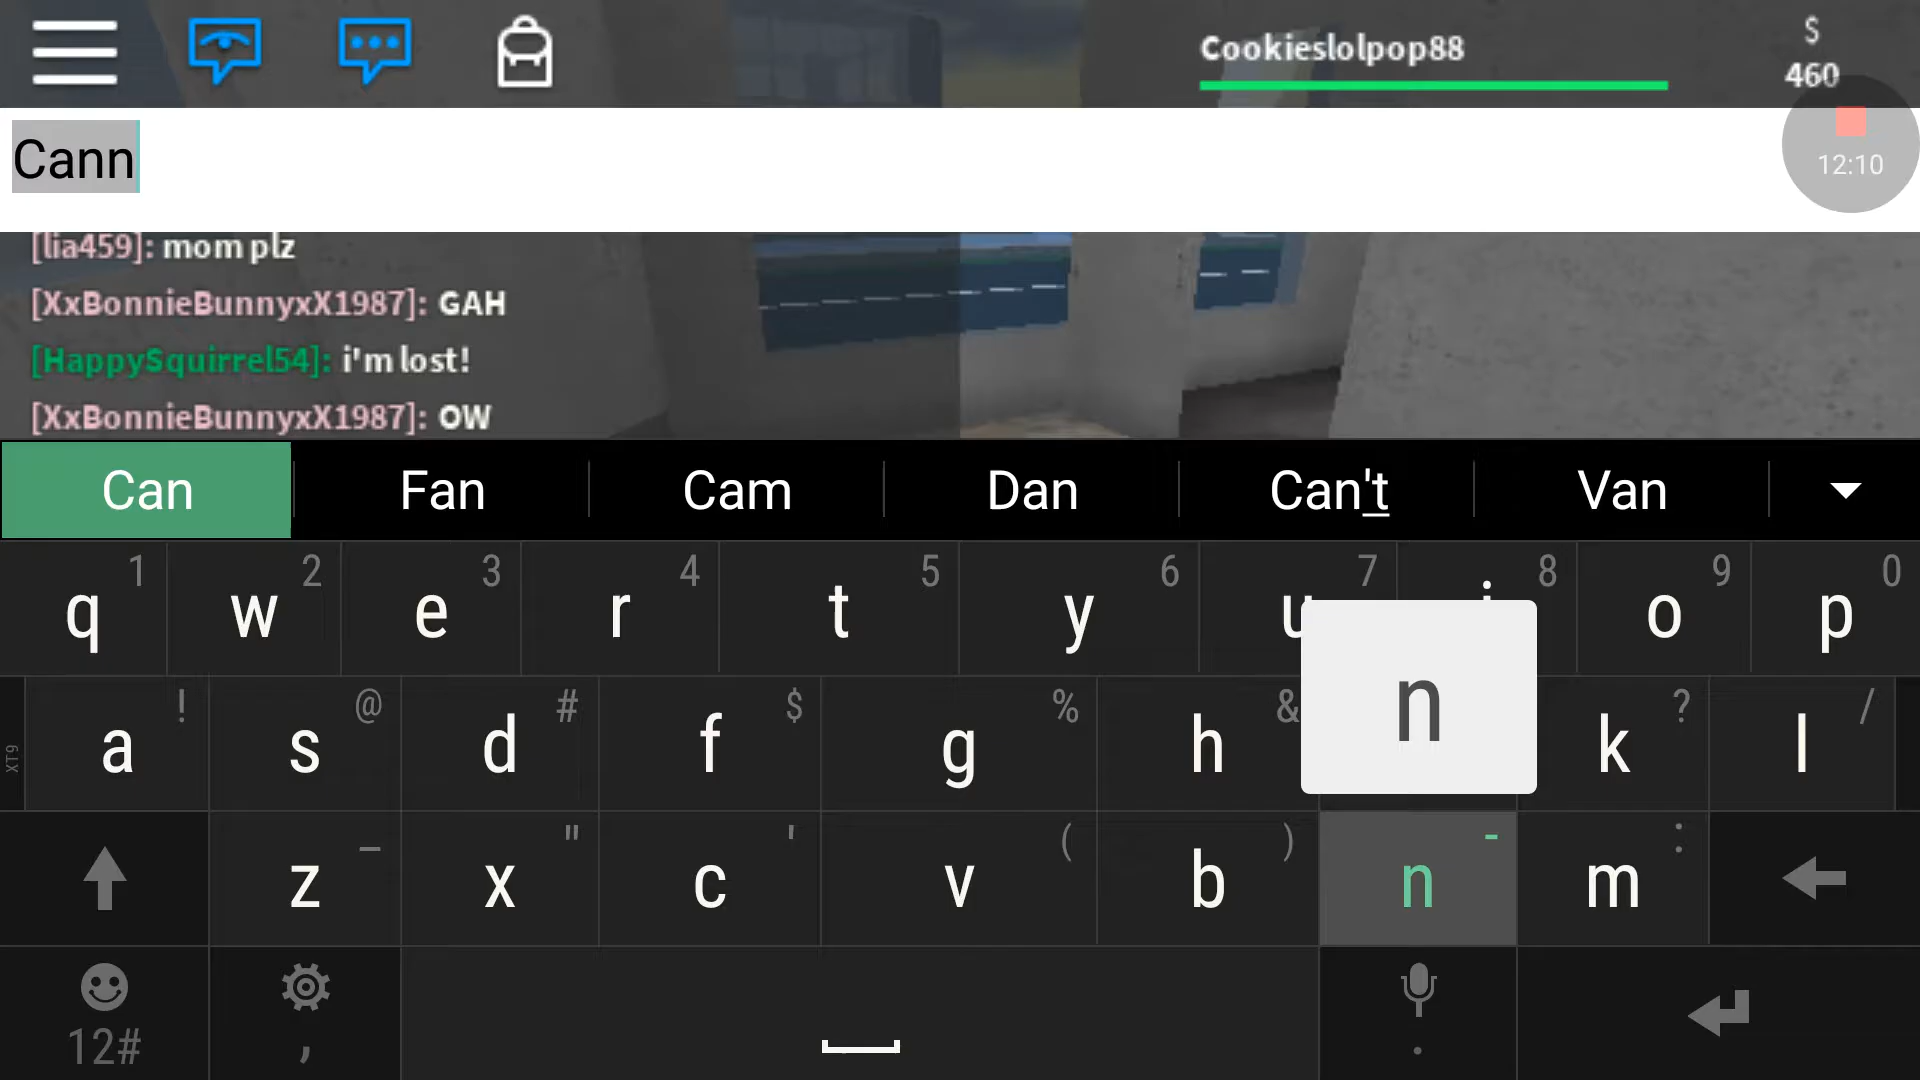 Cookieslolpop88
$
460
Cann
12:10
[lia459]: mom plz
[XxBonnieBunnyxX1987]: GAH
[HappySquirrel54]: i'm lost!
[XxBonnieBunnyxX1987]: OW
Can Fan Cam Dan Can't Van
1 2 3 4 5 6 7 8 9 0
q w e r t y u i o p
! @ # $ % & ? /
XT9 a s d f g h n k l
_ " ' ( ) - :
z x c v b n m
12# , .